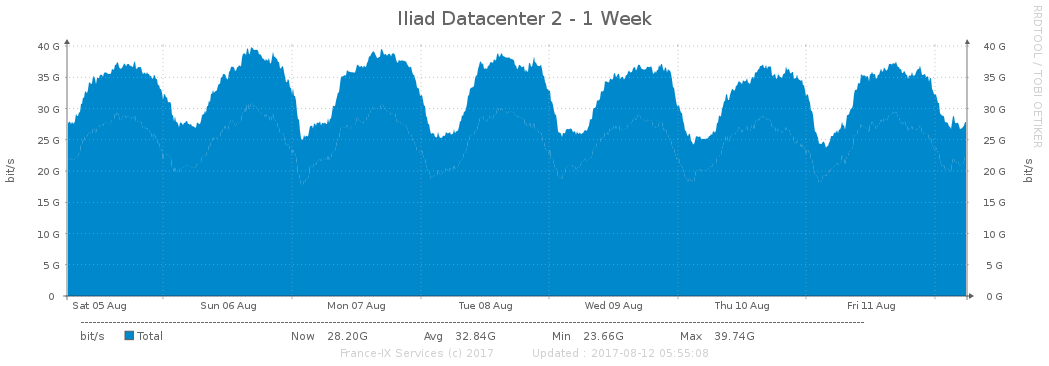 Iliad Datacenter 2 - 1 Week
RRDTOOL / TOBI OETIKER
40 G 40 G
35 G 35 G
30 G 30 G
25 G 25 G
20 G 20 G
15 G 15 G
10 G 10 G
5 G 5 G
0 0 G
bit/s bit/s
Sat 05 Aug Sun 06 Aug Mon 07 Aug Tue 08 Aug Wed 09 Aug Thu 10 Aug Fri 11 Aug
bit/s Total Now 28.20G Avg 32.84G Min 23.66G Max 39.74G
France-IX Services (c) 2017 Updated : 2017-08-12 05:55:08